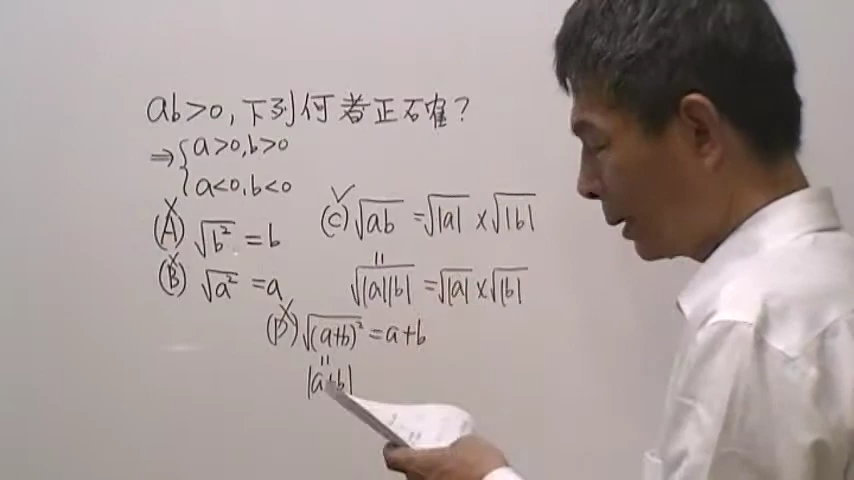 ab>0,下列何者正確?
⇒{a>0,b>0
{a<0,b<0
(A) √b² = b
(B) √a² = a
(C) √ab = √|a| × √|b|
||
√|a||b| = √|a| × √|b|
(D) √(a+b)² = a+b
||
|a+b|